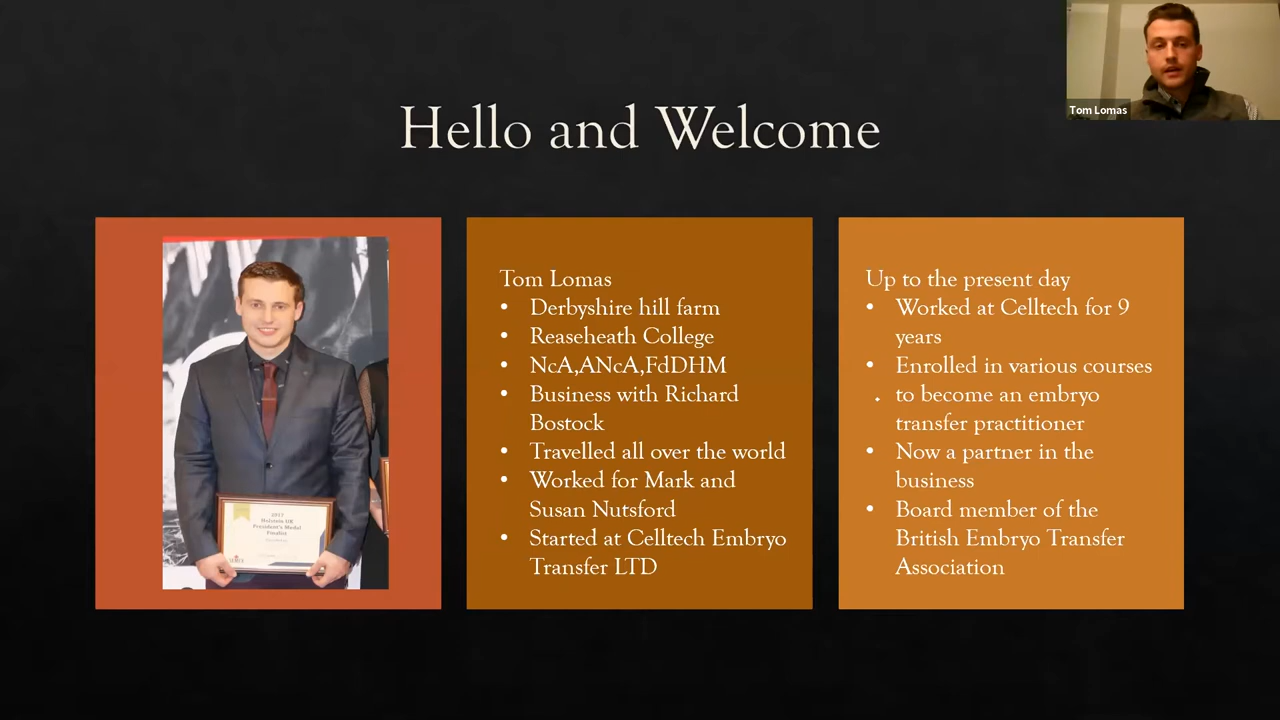 Tom Lomas
Hello and Welcome
2017
Holstein UK
President's Medal
Finalist
Tom Lomas
• Derbyshire hill farm
• Reaseheath College
• NcA,ANcA,FdDHM
• Business with Richard
Bostock
• Travelled all over the world
• Worked for Mark and
Susan Nutsford
• Started at Celltech Embryo
Transfer LTD
Up to the present day
• Worked at Celltech for 9
years
• Enrolled in various courses
to become an embryo
transfer practitioner
• Now a partner in the
business
• Board member of the
British Embryo Transfer
Association